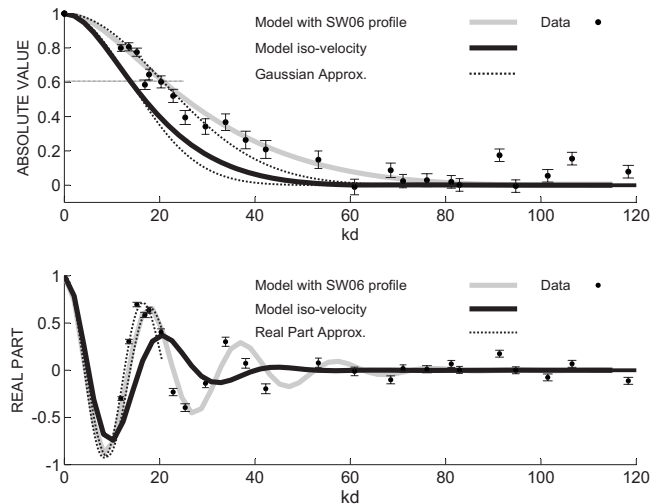 1
0.8
0.6
0.4
0.2
0
ABSOLUTE VALUE
Model with SW06 profile
Data
Model iso-velocity
Gaussian Approx.
0 20 40 60 80 100 120
kd
1
0.5
0
-0.5
-1
REAL PART
Model with SW06 profile
Data
Model iso-velocity
Real Part Approx.
0 20 40 60 80 100 120
kd